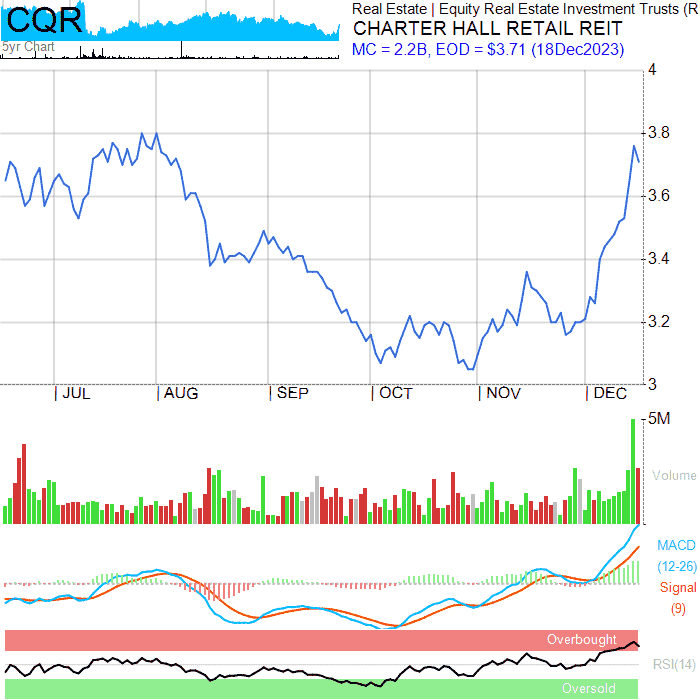 CQR
5yr Chart
Real Estate | Equity Real Estate Investment Trusts (R
CHARTER HALL RETAIL REIT
MC = 2.2B, EOD = $3.71 (18Dec2023)
4
3.8
3.6
3.4
3.2
3
JUL
AUG
SEP
OCT
NOV
DEC
5M
Volume
MACD
(12-26)
Signal
(9)
Overbought
RSI(14)
Oversold